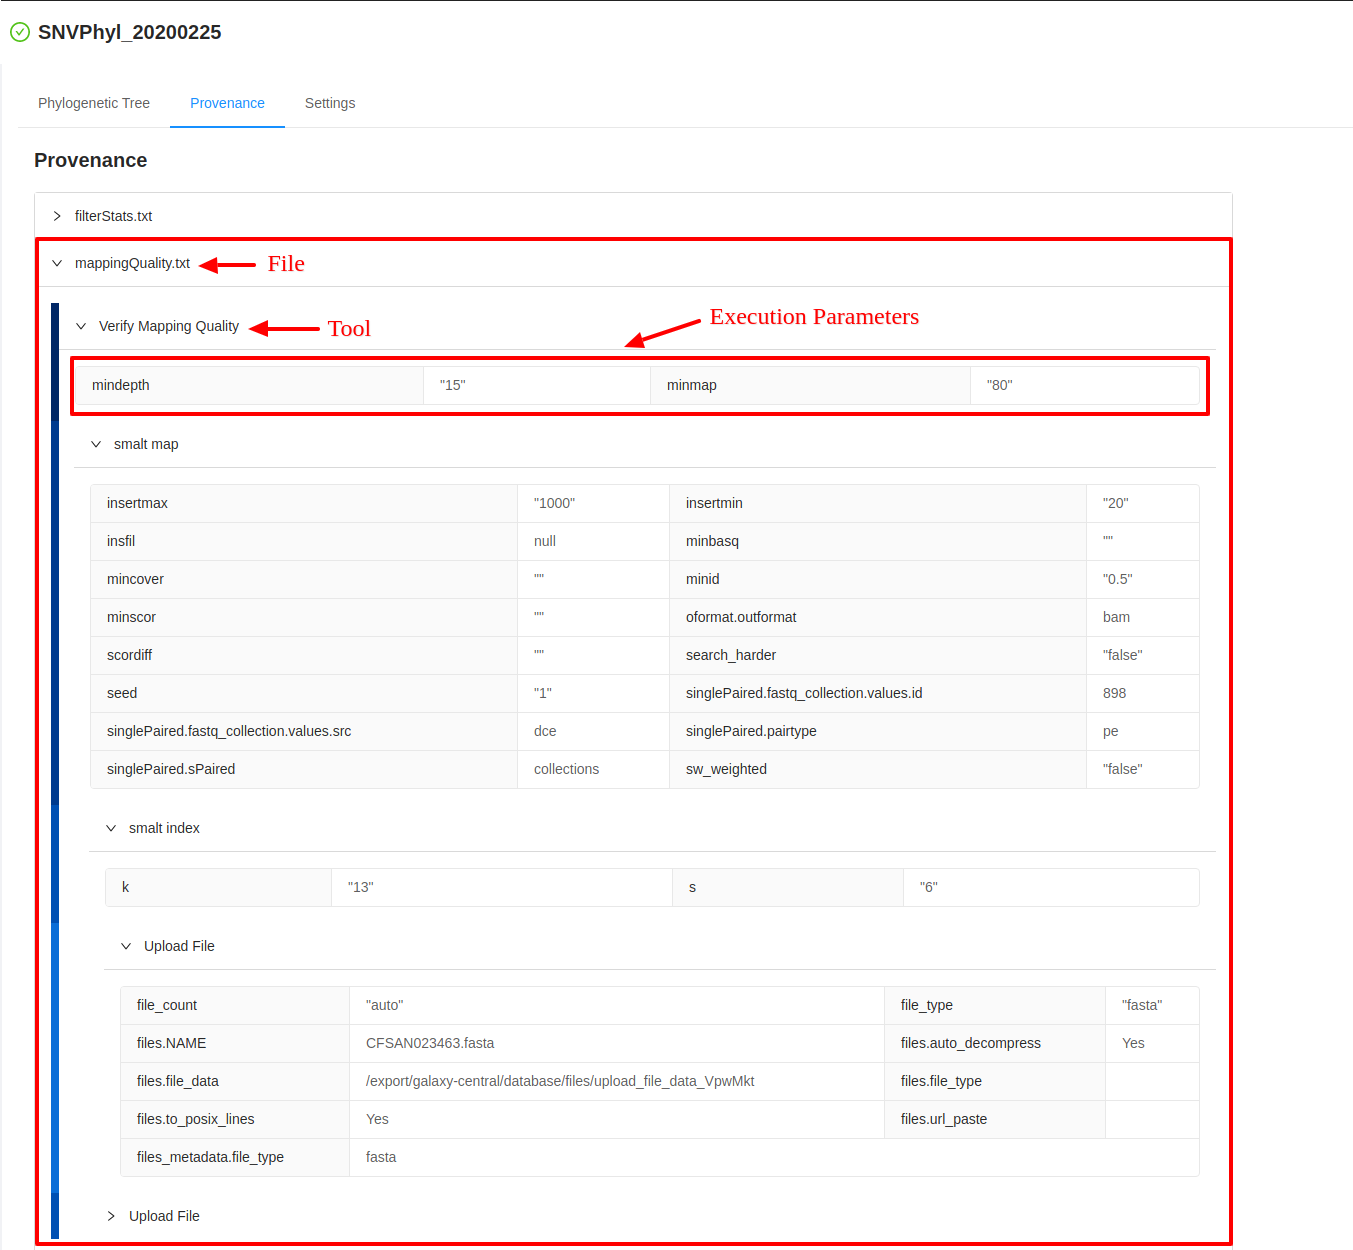 SNVPhyl_20200225
Phylogenetic Tree Provenance Settings
Provenance
filterStats.txt
mappingQuality.txt File
Execution Parameters
Verify Mapping Quality Tool
mindepth "15" minmap "80"
smalt map
insertmax "1000" insertmin "20"
insfil null minbasq ""
mincover "" minid "0.5"
minscor "" oformat.outformat bam
scordiff "" search_harder "false"
seed "1" singlePaired.fastq_collection.values.id 898
singlePaired.fastq_collection.values.src dce singlePaired.pairtype pe
singlePaired.sPaired collections sw_weighted "false"
smalt index
k "13" s "6"
Upload File
file_count "auto" file_type "fasta"
files.NAME CFSAN023463.fasta files.auto_decompress Yes
files.file_data /export/galaxy-central/database/files/upload_file_data_VpwMkt files.file_type
files.to_posix_lines Yes files.url_paste
files_metadata.file_type fasta
Upload File